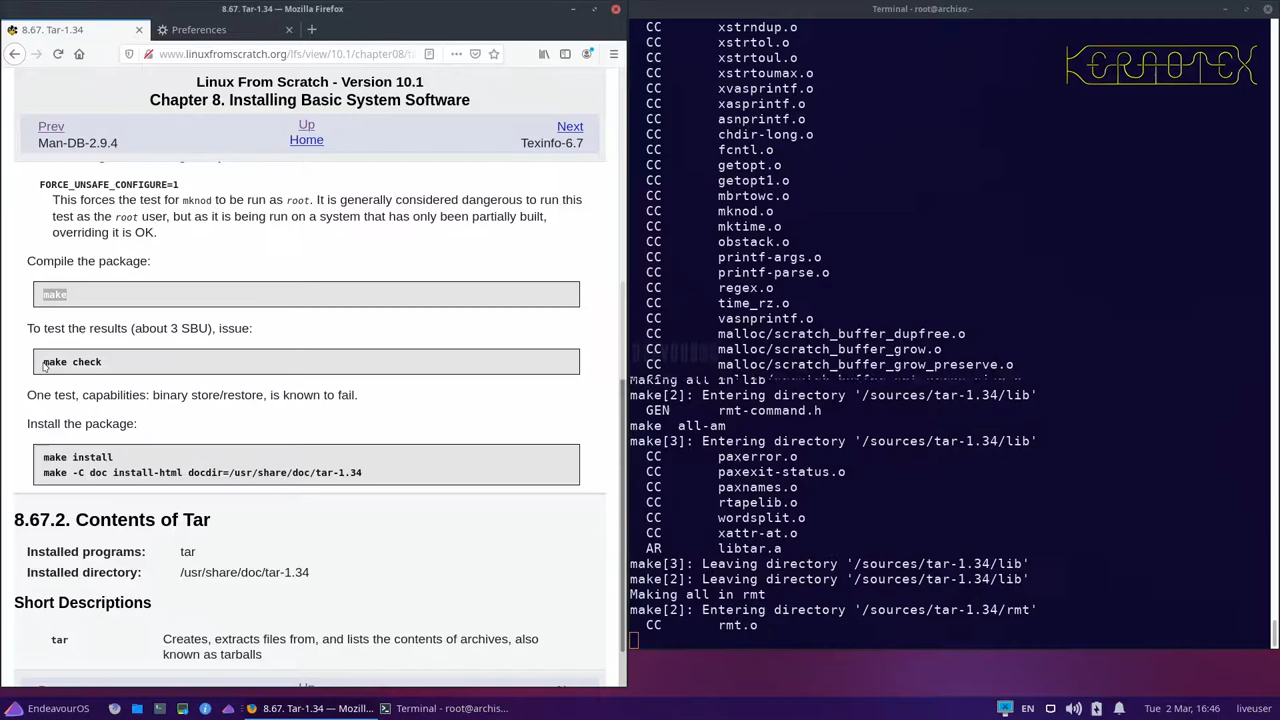 8.67. Tar-1.34 — Mozilla Firefox
8.67. Tar-1.34
Preferences
www.linuxfromscratch.org/lfs/view/10.1/chapter08/ta
Linux From Scratch - Version 10.1
Chapter 8. Installing Basic System Software
Prev
Up
Next
Man-DB-2.9.4
Home
Texinfo-6.7
FORCE_UNSAFE_CONFIGURE=1
This forces the test for mknod to be run as root. It is generally considered dangerous to run this
test as the root user, but as it is being run on a system that has only been partially built,
overriding it is OK.
Compile the package:
make
To test the results (about 3 SBU), issue:
make check
One test, capabilities: binary store/restore, is known to fail.
Install the package:
make install
make -C doc install-html docdir=/usr/share/doc/tar-1.34
8.67.2. Contents of Tar
Installed programs: tar
Installed directory: /usr/share/doc/tar-1.34
Short Descriptions
tar Creates, extracts files from, and lists the contents of archives, also
known as tarballs
Terminal - root@archiso:~
KERAOTEX
CC xstrndup.o
CC xstrtol.o
CC xstrtoul.o
CC xstrtoumax.o
CC xvasprintf.o
CC xasprintf.o
CC asnprintf.o
CC chdir-long.o
CC fcntl.o
CC getopt.o
CC getopt1.o
CC mbrtowc.o
CC mknod.o
CC mktime.o
CC obstack.o
CC printf-args.o
CC printf-parse.o
CC regex.o
CC time_rz.o
CC vasnprintf.o
CC malloc/scratch_buffer_dupfree.o
CC malloc/scratch_buffer_grow.o
CC malloc/scratch_buffer_grow_preserve.o
Making all in lib
make[2]: Entering directory '/sources/tar-1.34/lib'
GEN rmt-command.h
make  all-am
make[3]: Entering directory '/sources/tar-1.34/lib'
CC paxerror.o
CC paxexit-status.o
CC paxnames.o
CC rtapelib.o
CC wordsplit.o
CC xattr-at.o
AR libtar.a
make[3]: Leaving directory '/sources/tar-1.34/lib'
make[2]: Leaving directory '/sources/tar-1.34/lib'
Making all in rmt
make[2]: Entering directory '/sources/tar-1.34/rmt'
CC rmt.o
EndeavourOS
8.67. Tar-1.34 — Mozill...
Terminal - root@archis...
EN
Tue 2 Mar, 16:46
liveuser